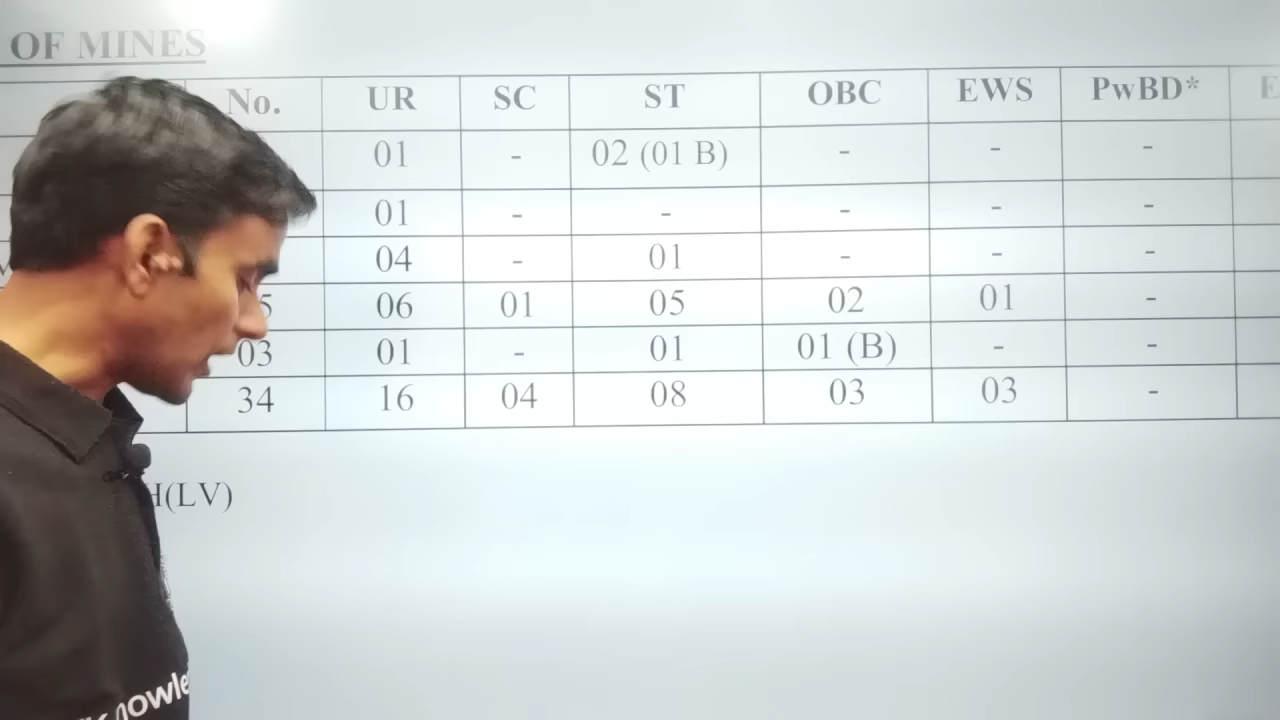 OF MINES
No. UR SC ST OBC EWS PwBD*
01 - 02 (01 B) - - -
01 - - - - -
04 - 01 - - -
5 06 01 05 02 01 -
03 01 - 01 01 (B) - -
34 16 04 08 03 03 -
H(LV)
nowle